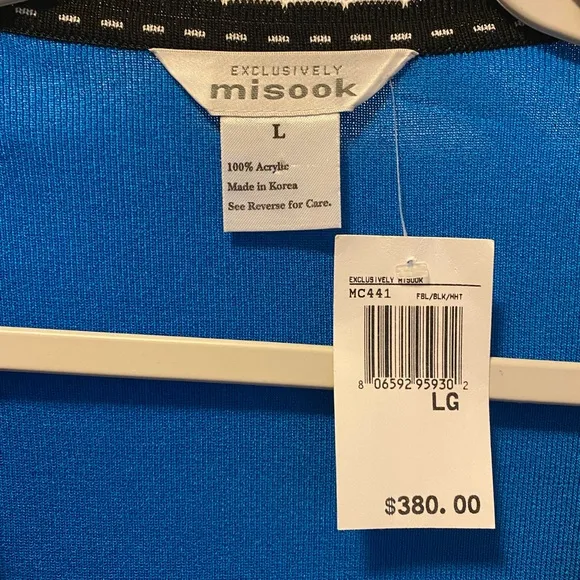 EXCLUSIVELY
misook
L
100% Acrylic
Made in Korea
See Reverse for Care.
EXCLUSIVELY MISOOK
MC441 FBL/BLK/WHT
8 06592 95930 2
LG
$380.00